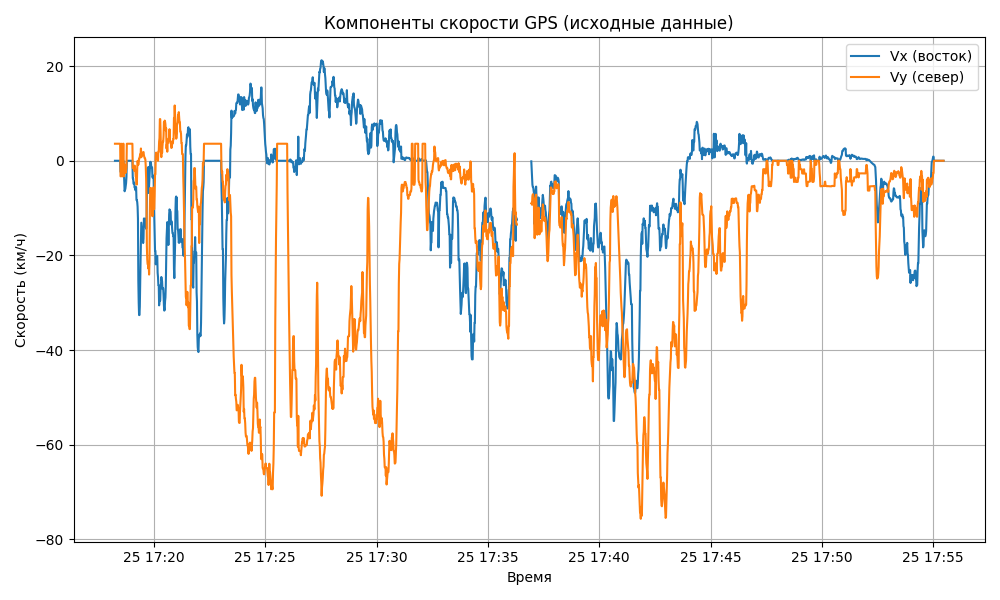 Компоненты скорости GPS (исходные данные)
Vx (восток)
Vy (север)
Скорость (км/ч)
20
0
−20
−40
−60
−80
25 17:20 25 17:25 25 17:30 25 17:35 25 17:40 25 17:45 25 17:50 25 17:55
Время